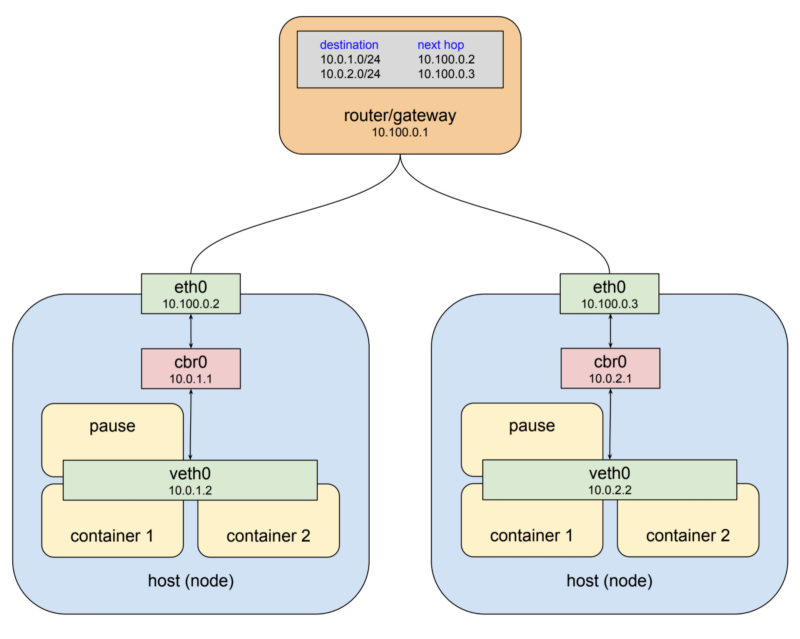 destination next hop
10.0.1.0/24 10.100.0.2
10.0.2.0/24 10.100.0.3
router/gateway
10.100.0.1
eth0
10.100.0.2
cbr0
10.0.1.1
pause
veth0
10.0.1.2
container 1
container 2
host (node)
eth0
10.100.0.3
cbr0
10.0.2.1
pause
veth0
10.0.2.2
container 1
container 2
host (node)